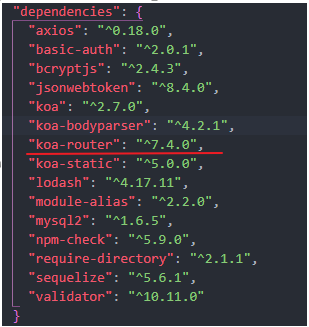 "dependencies": {
"axios": "^0.18.0",
"basic-auth": "^2.0.1",
"bcryptjs": "^2.4.3",
"jsonwebtoken": "^8.4.0",
"koa": "^2.7.0",
"koa-bodyparser": "^4.2.1",
"koa-router": "^7.4.0",
"koa-static": "^5.0.0",
"lodash": "^4.17.11",
"module-alias": "^2.2.0",
"mysql2": "^1.6.5",
"npm-check": "^5.9.0",
"require-directory": "^2.1.1",
"sequelize": "^5.6.1",
"validator": "^10.11.0"
}